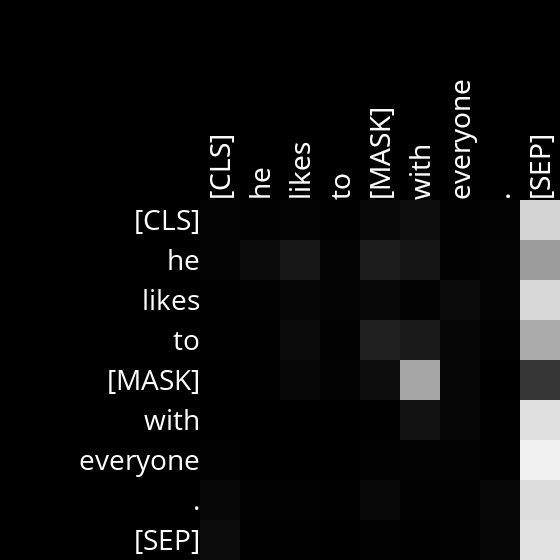 [CLS]
he
likes
to
[MASK]
with
everyone
.
[SEP]
[CLS]
he
likes
to
[MASK]
with
everyone
.
[SEP]